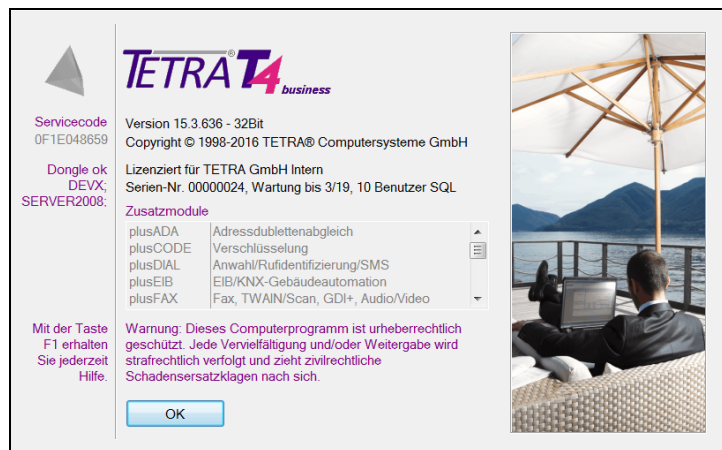 TETRA® T4 business
Servicecode
0F1E048659
Dongle ok
DEVX;
SERVER2008;
Mit der Taste
F1 erhalten
Sie jederzeit
Hilfe.
Version 15.3.636 - 32Bit
Copyright © 1998-2016 TETRA® Computersysteme GmbH
Lizenziert für TETRA GmbH Intern
Serien-Nr. 00000024, Wartung bis 3/19, 10 Benutzer SQL
Zusatzmodule
plusADA Adressdublettenabgleich
plusCODE Verschlüsselung
plusDIAL Anwahl/Rufidentifizierung/SMS
plusEIB EIB/KNX-Gebäudeautomation
plusFAX Fax, TWAIN/Scan, GDI+, Audio/Video
Warnung: Dieses Computerprogramm ist urheberrechtlich
geschützt. Jede Vervielfältigung und/oder Weitergabe wird
strafrechtlich verfolgt und zieht zivilrechtliche
Schadensersatzklagen nach sich.
OK